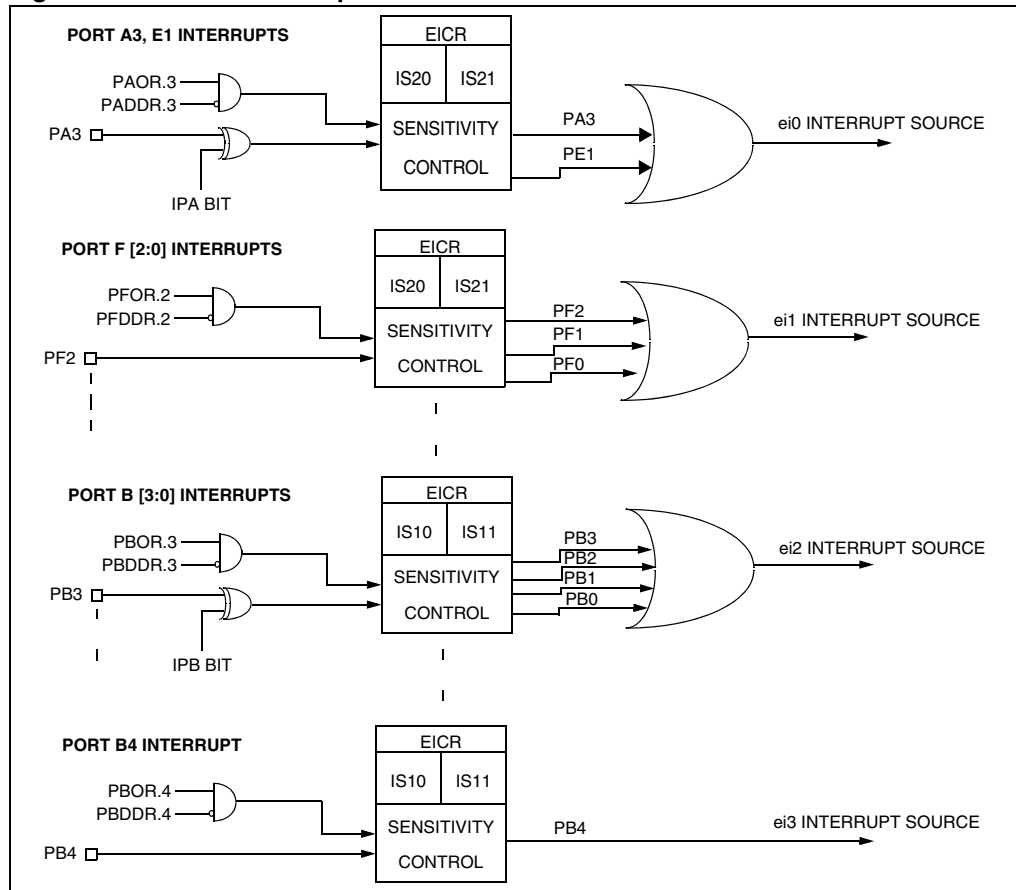 PORT A3, E1 INTERRUPTS
EICR
IS20 IS21
PAOR.3
PADDR.3
PA3
IPA BIT
SENSITIVITY
CONTROL
PA3
PE1
ei0 INTERRUPT SOURCE
PORT F [2:0] INTERRUPTS
EICR
IS20 IS21
PFOR.2
PFDDR.2
PF2
SENSITIVITY
CONTROL
PF2
PF1
PF0
ei1 INTERRUPT SOURCE
PORT B [3:0] INTERRUPTS
EICR
IS10 IS11
PBOR.3
PBDDR.3
PB3
IPB BIT
SENSITIVITY
CONTROL
PB3
PB2
PB1
PB0
ei2 INTERRUPT SOURCE
PORT B4 INTERRUPT
EICR
IS10 IS11
PBOR.4
PBDDR.4
PB4
SENSITIVITY
CONTROL
PB4
ei3 INTERRUPT SOURCE